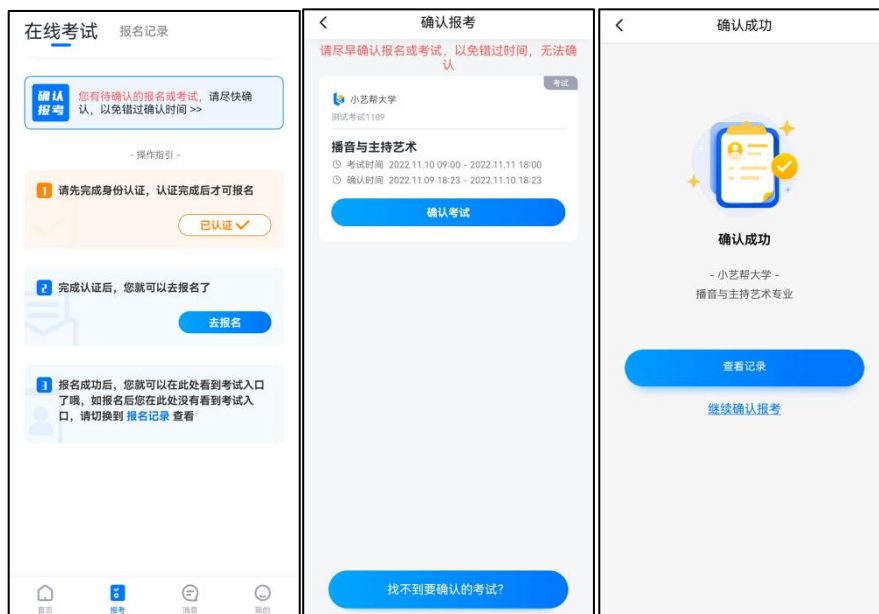 在线考试 报名记录
确认
报考
您有待确认的报名或考试，请尽快确
认，以免错过确认时间 >>
- 操作指引 -
1 请先完成身份认证，认证完成后才可报名
已认证
2 完成认证后，您就可以去报名了
去报名
3 报名成功后，您就可以在此处看到考试入口
了哦，如报名后您在此处没有看到考试入
口，请切换到 报名记录 查看
首页 报考 消息 我的
确认报考
请尽早确认报名或考试，以免错过时间，无法确
认
考试
小艺帮大学
测试考试1109
播音与主持艺术
考试时间 2022.11.10 09:00 - 2022.11.11 18:00
确认时间 2022.11.09 18:23 - 2022.11.10 18:23
确认考试
找不到要确认的考试？
确认成功
确认成功
- 小艺帮大学 -
播音与主持艺术专业
查看记录
继续确认报考